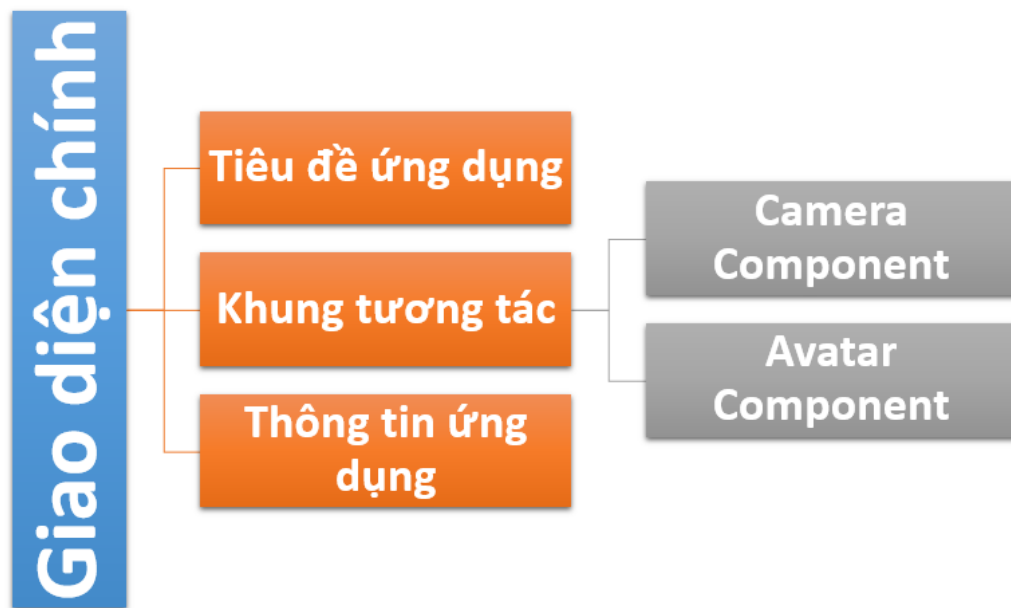 Giao diện chính
Tiêu đề ứng dụng
Khung tương tác
Thông tin ứng
dụng
Camera
Component
Avatar
Component